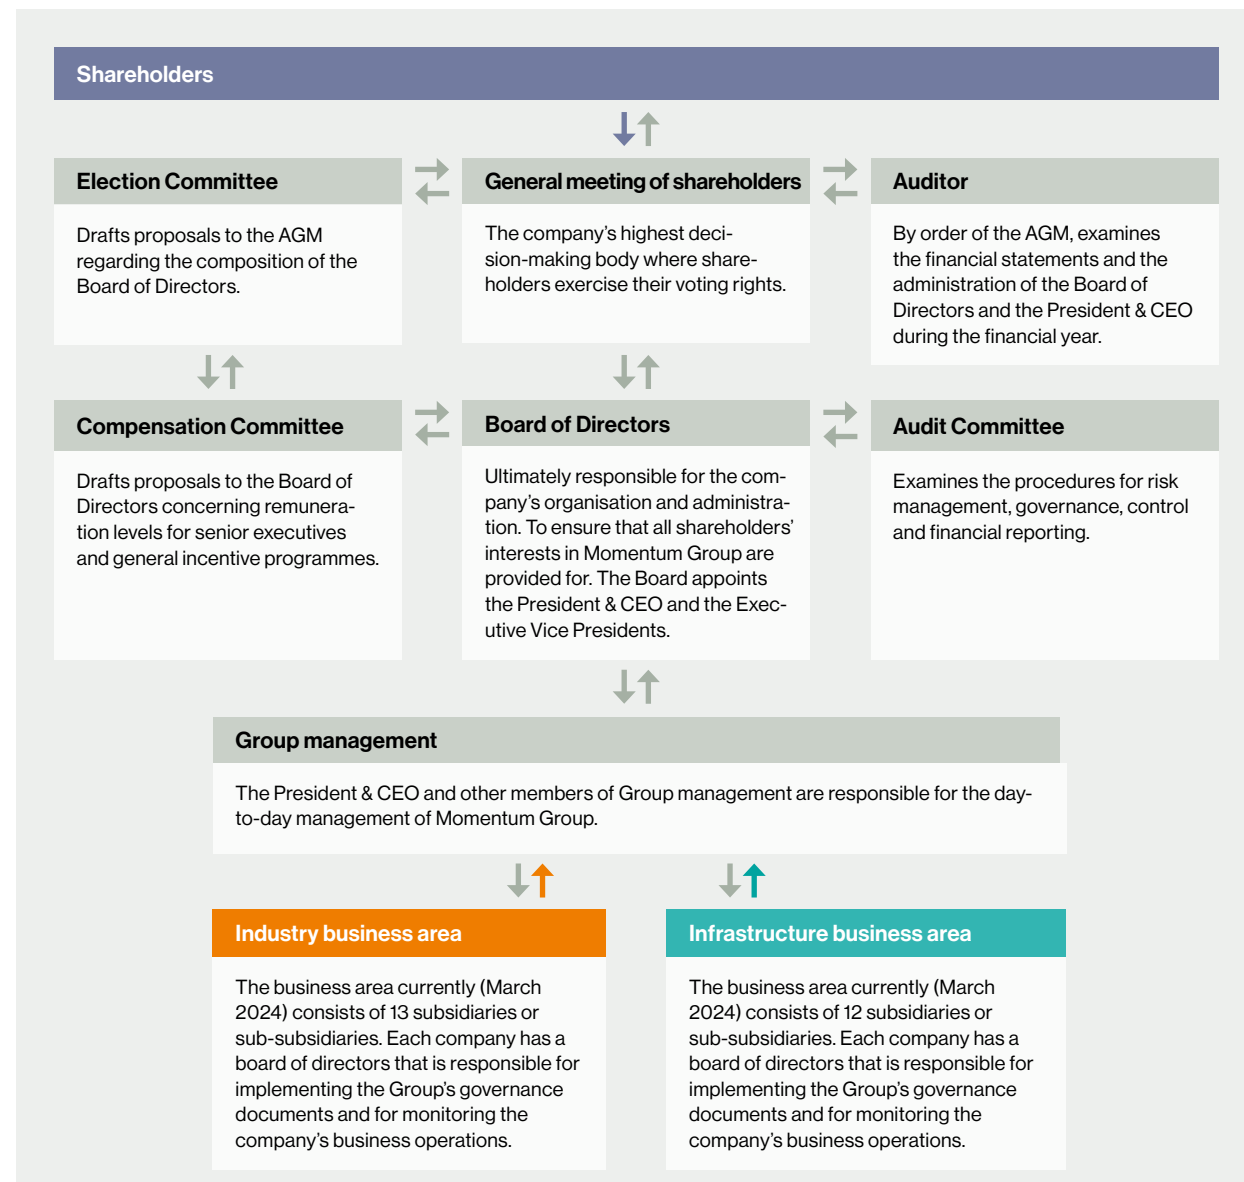 Shareholders
Election Committee
Drafts proposals to the AGM
regarding the composition of the
Board of Directors.
General meeting of shareholders
The company's highest deci-
sion-making body where share-
holders exercise their voting rights.
Auditor
By order of the AGM, examines
the financial statements and the
administration of the Board of
Directors and the President & CEO
during the financial year.
Compensation Committee
Drafts proposals to the Board of
Directors concerning remunera-
tion levels for senior executives
and general incentive programmes.
Board of Directors
Ultimately responsible for the com-
pany's organisation and administra-
tion. To ensure that all shareholders'
interests in Momentum Group are
provided for. The Board appoints
the President & CEO and the Exec-
utive Vice Presidents.
Audit Committee
Examines the procedures for risk
management, governance, control
and financial reporting.
Group management
The President & CEO and other members of Group management are responsible for the day-
to-day management of Momentum Group.
Industry business area
The business area currently (March
2024) consists of 13 subsidiaries or
sub-subsidiaries. Each company has a
board of directors that is responsible for
implementing the Group's governance
documents and for monitoring the
company's business operations.
Infrastructure business area
The business area currently (March
2024) consists of 12 subsidiaries or
sub-subsidiaries. Each company has a
board of directors that is responsible for
implementing the Group's governance
documents and for monitoring the
company's business operations.